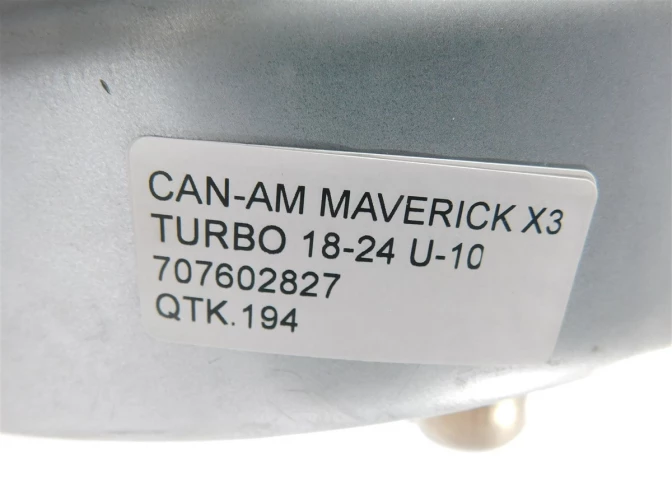 CAN-AM MAVERICK X3
TURBO 18-24 U-10
707602827
QTK.194